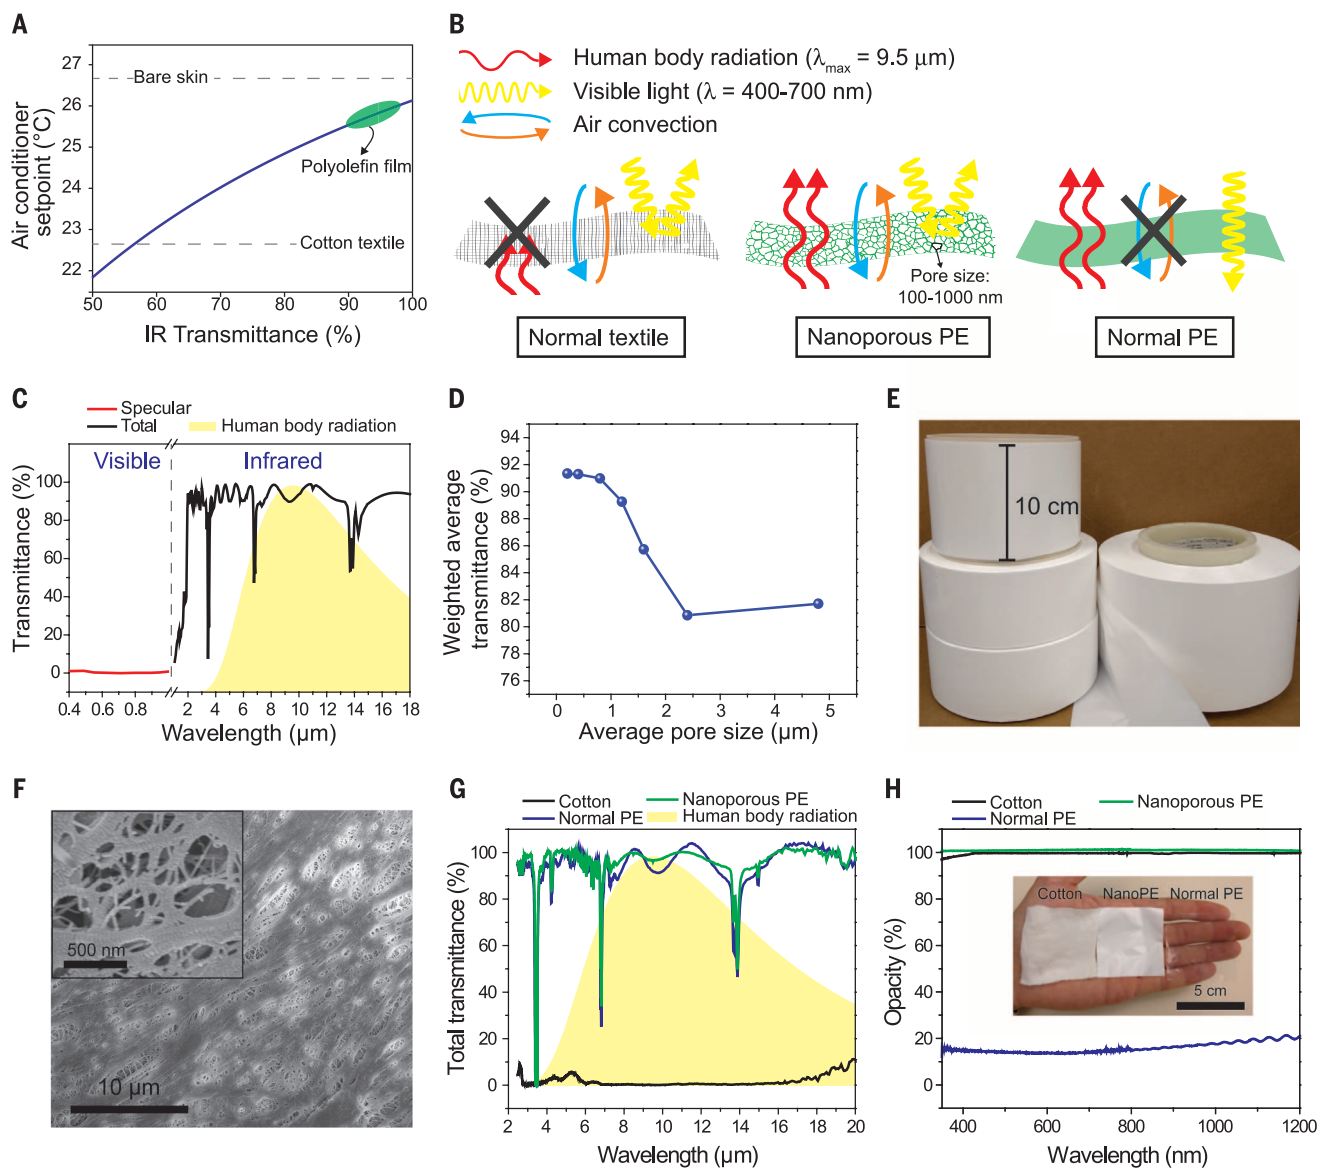 A
Air conditioner
setpoint (°C)
27
26
25
24
23
22
Bare skin
Polyolefin film
Cotton textile
50
60
70
80
90
100
IR Transmittance (%)
B
Human body radiation (λmax = 9.5 μm)
Visible light (λ = 400-700 nm)
Air convection
Pore size:
100-1000 nm
Normal textile
Nanoporous PE
Normal PE
C
Specular
Total
Human body radiation
Visible
Infrared
Transmittance (%)
100
80
60
40
20
0
0.4
0.6
0.8
2
4
6
8
10
12
14
16
18
Wavelength (μm)
D
Weighted average
transmittance (%)
94
92
90
88
86
84
82
80
78
76
0
1
2
3
4
5
Average pore size (μm)
E
10 cm
F
500 nm
10 μm
G
Cotton
Nanoporous PE
Normal PE
Human body radiation
Total transmittance (%)
100
80
60
40
20
0
2
4
6
8
10
12
14
16
18
20
Wavelength (μm)
H
Cotton
Nanoporous PE
Normal PE
Opacity (%)
100
80
60
40
20
0
Cotton
NanoPE
Normal PE
5 cm
400
600
800
1000
1200
Wavelength (nm)